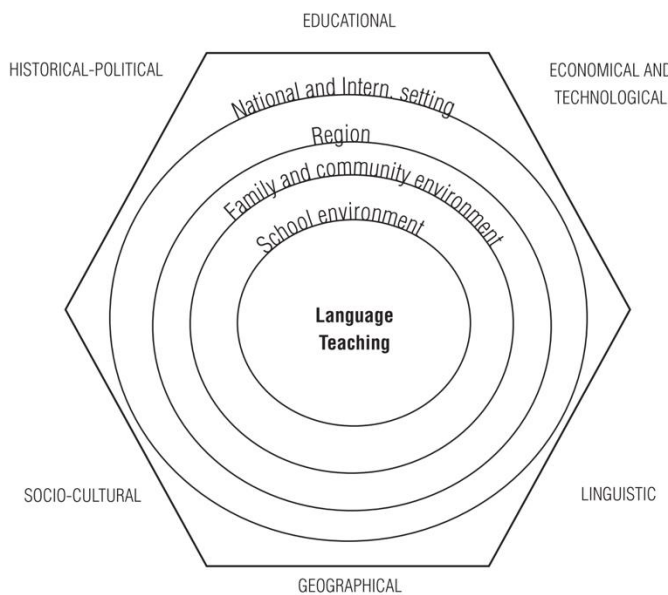 EDUCATIONAL
HISTORICAL-POLITICAL
ECONOMICAL AND
TECHNOLOGICAL
National and Intern. setting
Region
Family and community environment
School environment
Language
Teaching
SOCIO-CULTURAL
LINGUISTIC
GEOGRAPHICAL